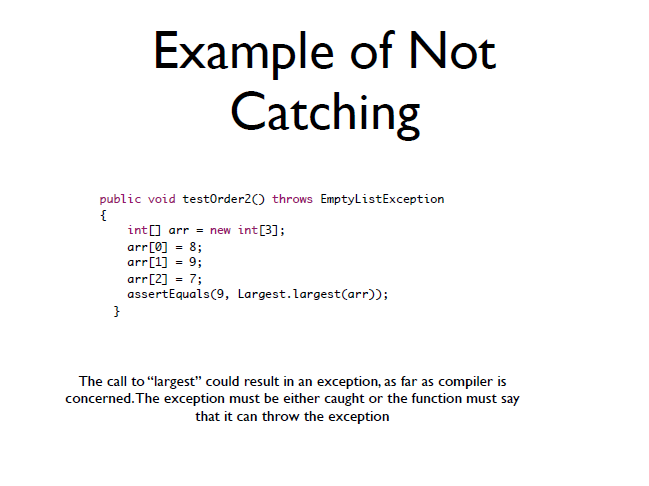 Example of Not
Catching
public void testOrder2() throws EmptyListException
{
int[] arr = new int[3];
arr[0] = 8;
arr[1] = 9;
arr[2] = 7;
assertEquals(9, Largest.largest(arr));
}
The call to “largest” could result in an exception, as far as compiler is
concerned. The exception must be either caught or the function must say
that it can throw the exception